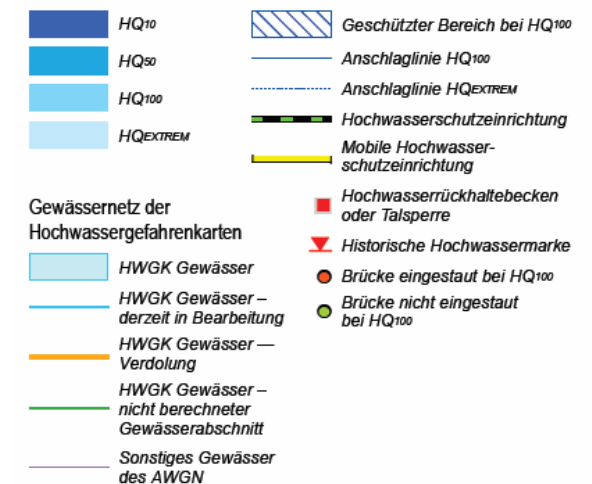 HQ10
HQ50
HQ100
HQEXTREM
Geschützter Bereich bei HQ100
Anschlaglinie HQ100
Anschlaglinie HQEXTREM
Hochwasserschutzeinrichtung
Mobile Hochwasser-
schutzeinrichtung
Hochwasserrückhaltebecken
oder Talsperre
Historische Hochwassermarke
Brücke eingestaut bei HQ100
Brücke nicht eingestaut
bei HQ100
Gewässernetz der
Hochwassergefahrenkarten
HWGK Gewässer
HWGK Gewässer –
derzeit in Bearbeitung
HWGK Gewässer —
Verdolung
HWGK Gewässer –
nicht berechneter
Gewässerabschnitt
Sonstiges Gewässer
des AWGN